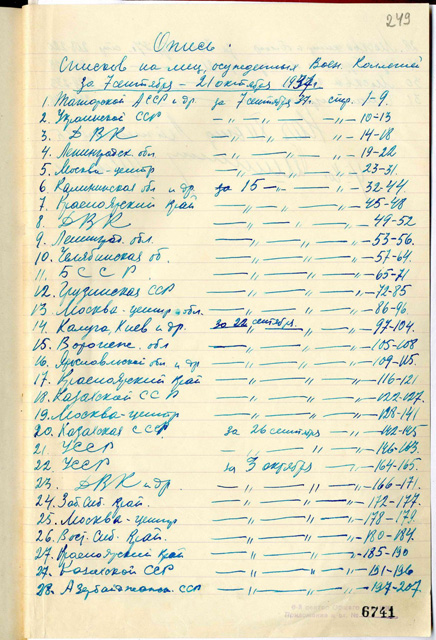 249
Опись
Списков на лиц, осужденных Воен. Коллегией
за 7 сентября – 21 октября 1937г.
1. Татарской АССР и др за 7 сентября 37г. стр. 1-9.
2. Украинской ССР — „ — „ — 10-13
3. ДВК — „ — „ — 14-18
4. Ленинградск обл — „ — „ — 19-22
5. Москва-центр — „ — „ — 23-31.
6. Калининская обл и др. за 15 — „ — „ — 32-44
7. Красноярский край — „ — „ — 45-48
8. ДВК — „ — „ — 49-52
9. Ленинград. обл. — „ — „ — 53-56.
10. Челябинская об. — „ — „ — 57-64.
11. БССР. — „ — „ — 65-71
12. Грузинская ССР — „ — „ — 72-85
13. Москва-центр и обл. — „ — „ — 86-96.
14. Калуга, Киев и др. за 22 сентября. — „ — 97-104.
15. Воронежс. обл — „ — „ — 105-108.
16. Ярославской обл и др — „ — „ — 109-115.
17. Красноярский край — „ — „ — 116-121
18. Казахской ССР — „ — „ — 122-127.
19. Москва-центр — „ — „ — 128-141.
20. Казахская ССР за 26 сентября — „ — 142-145
21. УССР — „ — „ — 146-163.
22. УССР за 3 октября — „ — 164-165.
23. ДВК и др. — „ — „ — 166-171.
24. Зап. Сиб. край. — „ — „ — 172-177.
25. Москва-центр — „ — „ — 178-179.
26. Вост. Сиб. край. — „ — „ — 180-184.
27. Красноярский край — „ — „ — 185-190
27. Казахской ССР — „ — „ — 191-196
28. Азербайджанск. ССР — „ — „ — 197-207.
6741